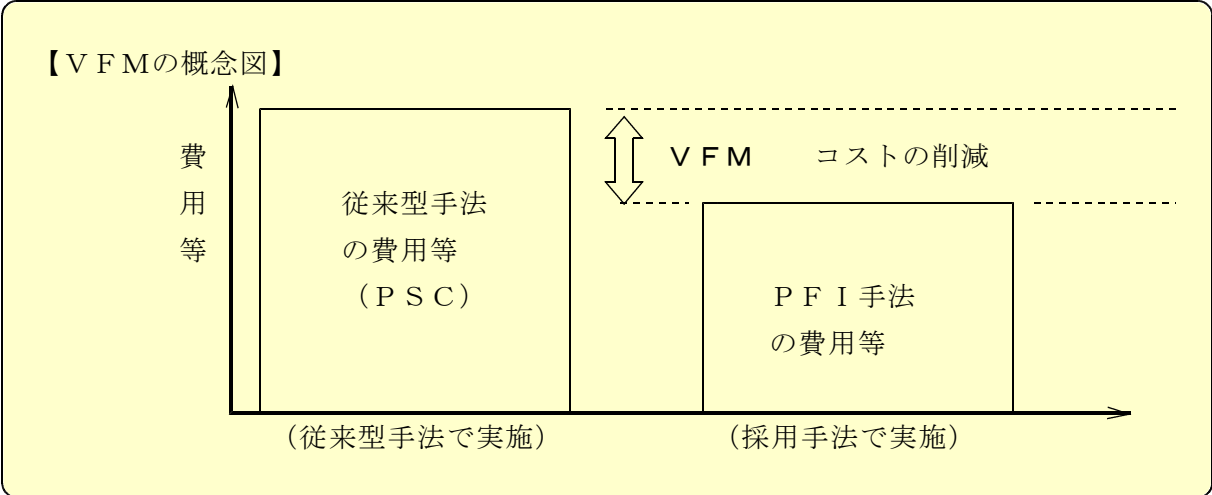 【ＶＦＭの概念図】
費用等
従来型手法
の費用等
（ＰＳＣ）
ＶＦＭ　コストの削減
ＰＦＩ手法
の費用等
（従来型手法で実施）
（採用手法で実施）